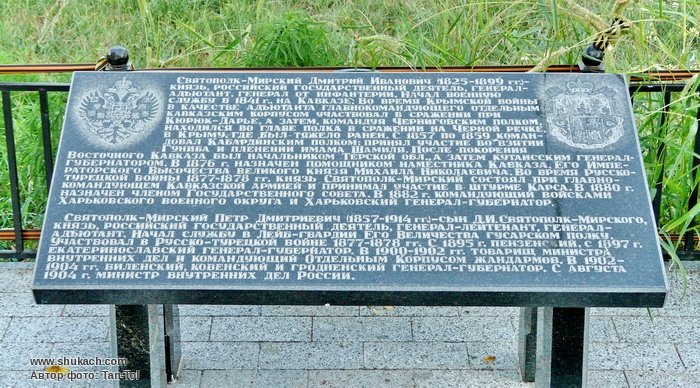 Святополк-Мирский Дмитрий Иванович 1825-1899 гг.
князь, российский государственный деятель, генерал-
адъютант, генерал от инфантерии. Начал военную
службу в 1841 г., на Кавказе: Во время Крымской войны
в качестве адъютанта главнокомандующего отдельным
Кавказским корпусом участвовал в сражении при
Кюрюк-Дарье, а затем, командуя Черниговским полком,
находился во главе полка в сражении на Черной речке
в Крыму, где был тяжело ранен. С 1857 по 1859 коман-
довал Кабардинским полком; принял участие во взятии
Гуниба и пленении имама Шамиля. После покорения
Восточного Кавказа был начальником Терской обл., а затем Кутаисским генерал-
губернатором. В 1876 г. назначен помощником наместника Кавказа, Его Импе-
раторского Высочества великого князя Михаила Николаевича. Во время Русско-
турецкой войны 1877-1878 гг. князь Святополк-Мирский состоял при главно-
командующем Кавказской армией и принимал участие в штурме Карса. В 1880 г.
назначен членом Государственного совета. В 1882 г. командующий войсками
Харьковского военного округа и Харьковский генерал-губернатор.
Святополк-Мирский Петр Дмитриевич (1857-1914 гг.)-сын Д.И.Святополк-Мирского,
князь, российский государственный деятель, генерал-лейтенант, генерал-
адъютант. Начал службу в Лейб-гвардии Его Величества гусарском полку,
участвовал в Русско-турецкой войне 1877-1878 гг. С 1895 г. пензенский, с 1897 г.
екатеринославский генерал-губернатор. В 1900-1902 гг. товарищ министра
внутренних дел и командующий Отдельным Корпусом жандармов. В 1902-
1904 гг. виленский, ковенский и гродненский генерал-губернатор. С августа
1904 г. министр внутренних дел России.
www.shukach.com
Автор фото: Tan-Tol